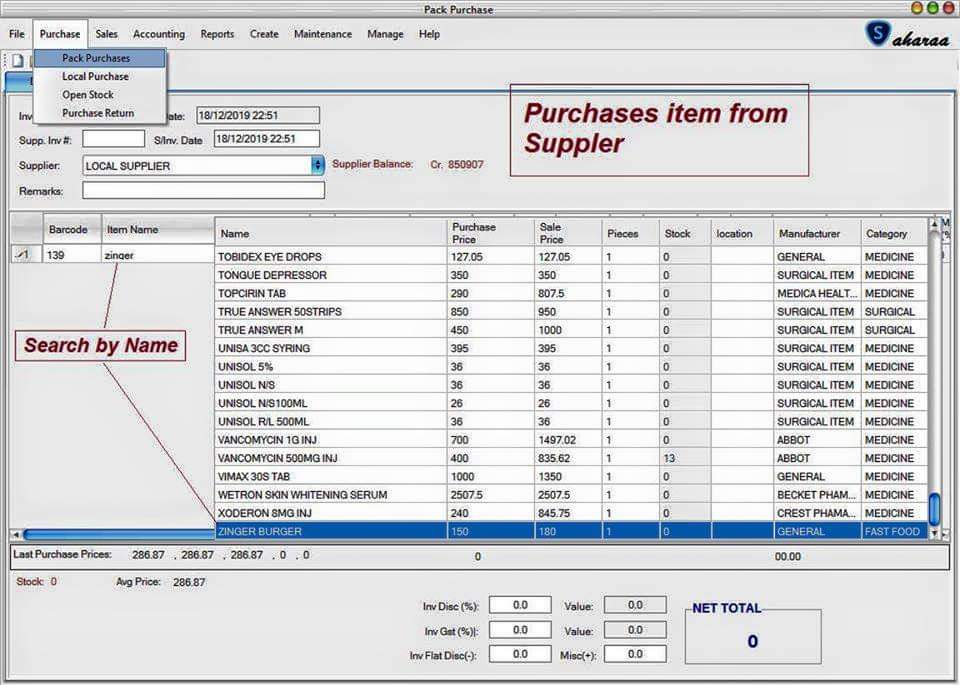 Pack Purchase
File Purchase Sales Accounting Reports Create Maintenance Manage Help
S aharaa
Pack Purchases
Local Purchase
Open Stock
Purchase Return
Inv Date: 18/12/2019 22:51
Supp. Inv #: S/Inv. Date 18/12/2019 22:51
Supplier: LOCAL SUPPLIER Supplier Balance: Cr. 850907
Remarks:
Purchases item from
Suppler
Barcode Item Name
139 zinger
Search by Name
Name Purchase Price Sale Price Pieces Stock location Manufacturer Category
TOBIDEX EYE DROPS 127.05 127.05 1 0 GENERAL MEDICINE
TONGUE DEPRESSOR 350 350 1 0 SURGICAL ITEM MEDICINE
TOPCIRIN TAB 290 807.5 1 0 MEDICA HEALT... MEDICINE
TRUE ANSWER 50STRIPS 850 950 1 0 SURGICAL ITEM SURGICAL
TRUE ANSWER M 450 1000 1 0 SURGICAL ITEM SURGICAL
UNISA 3CC SYRING 395 395 1 0 SURGICAL ITEM MEDICINE
UNISOL 5% 36 36 1 0 SURGICAL ITEM MEDICINE
UNISOL N/S 36 36 1 0 SURGICAL ITEM MEDICINE
UNISOL N/S100ML 26 26 1 0 SURGICAL ITEM MEDICINE
UNISOL R/L 500ML 36 36 1 0 SURGICAL ITEM MEDICINE
VANCOMYCIN 1G INJ 700 1497.02 1 0 ABBOT MEDICINE
VANCOMYCIN 500MG INJ 400 835.62 1 13 ABBOT MEDICINE
VIMAX 30S TAB 1000 1350 1 0 GENERAL MEDICINE
WETRON SKIN WHITENING SERUM 2507.5 2507.5 1 0 BECKET PHAM... MEDICINE
XODERON 8MG INJ 240 845.75 1 0 CREST PHAMA... MEDICINE
ZINGER BURGER 150 180 1 0 GENERAL FAST FOOD
Last Purchase Prices: 286.87 . 286.87 . 286.87 . 0 . 0 0 00.00
Stock: 0 Avg Price: 286.87
Inv Disc (%): 0.0 Value: 0.0
Inv Gst (%)|: 0.0 Value: 0.0
Inv Flat Disc(-): 0.0 Misc(+): 0.0
NET TOTAL
0